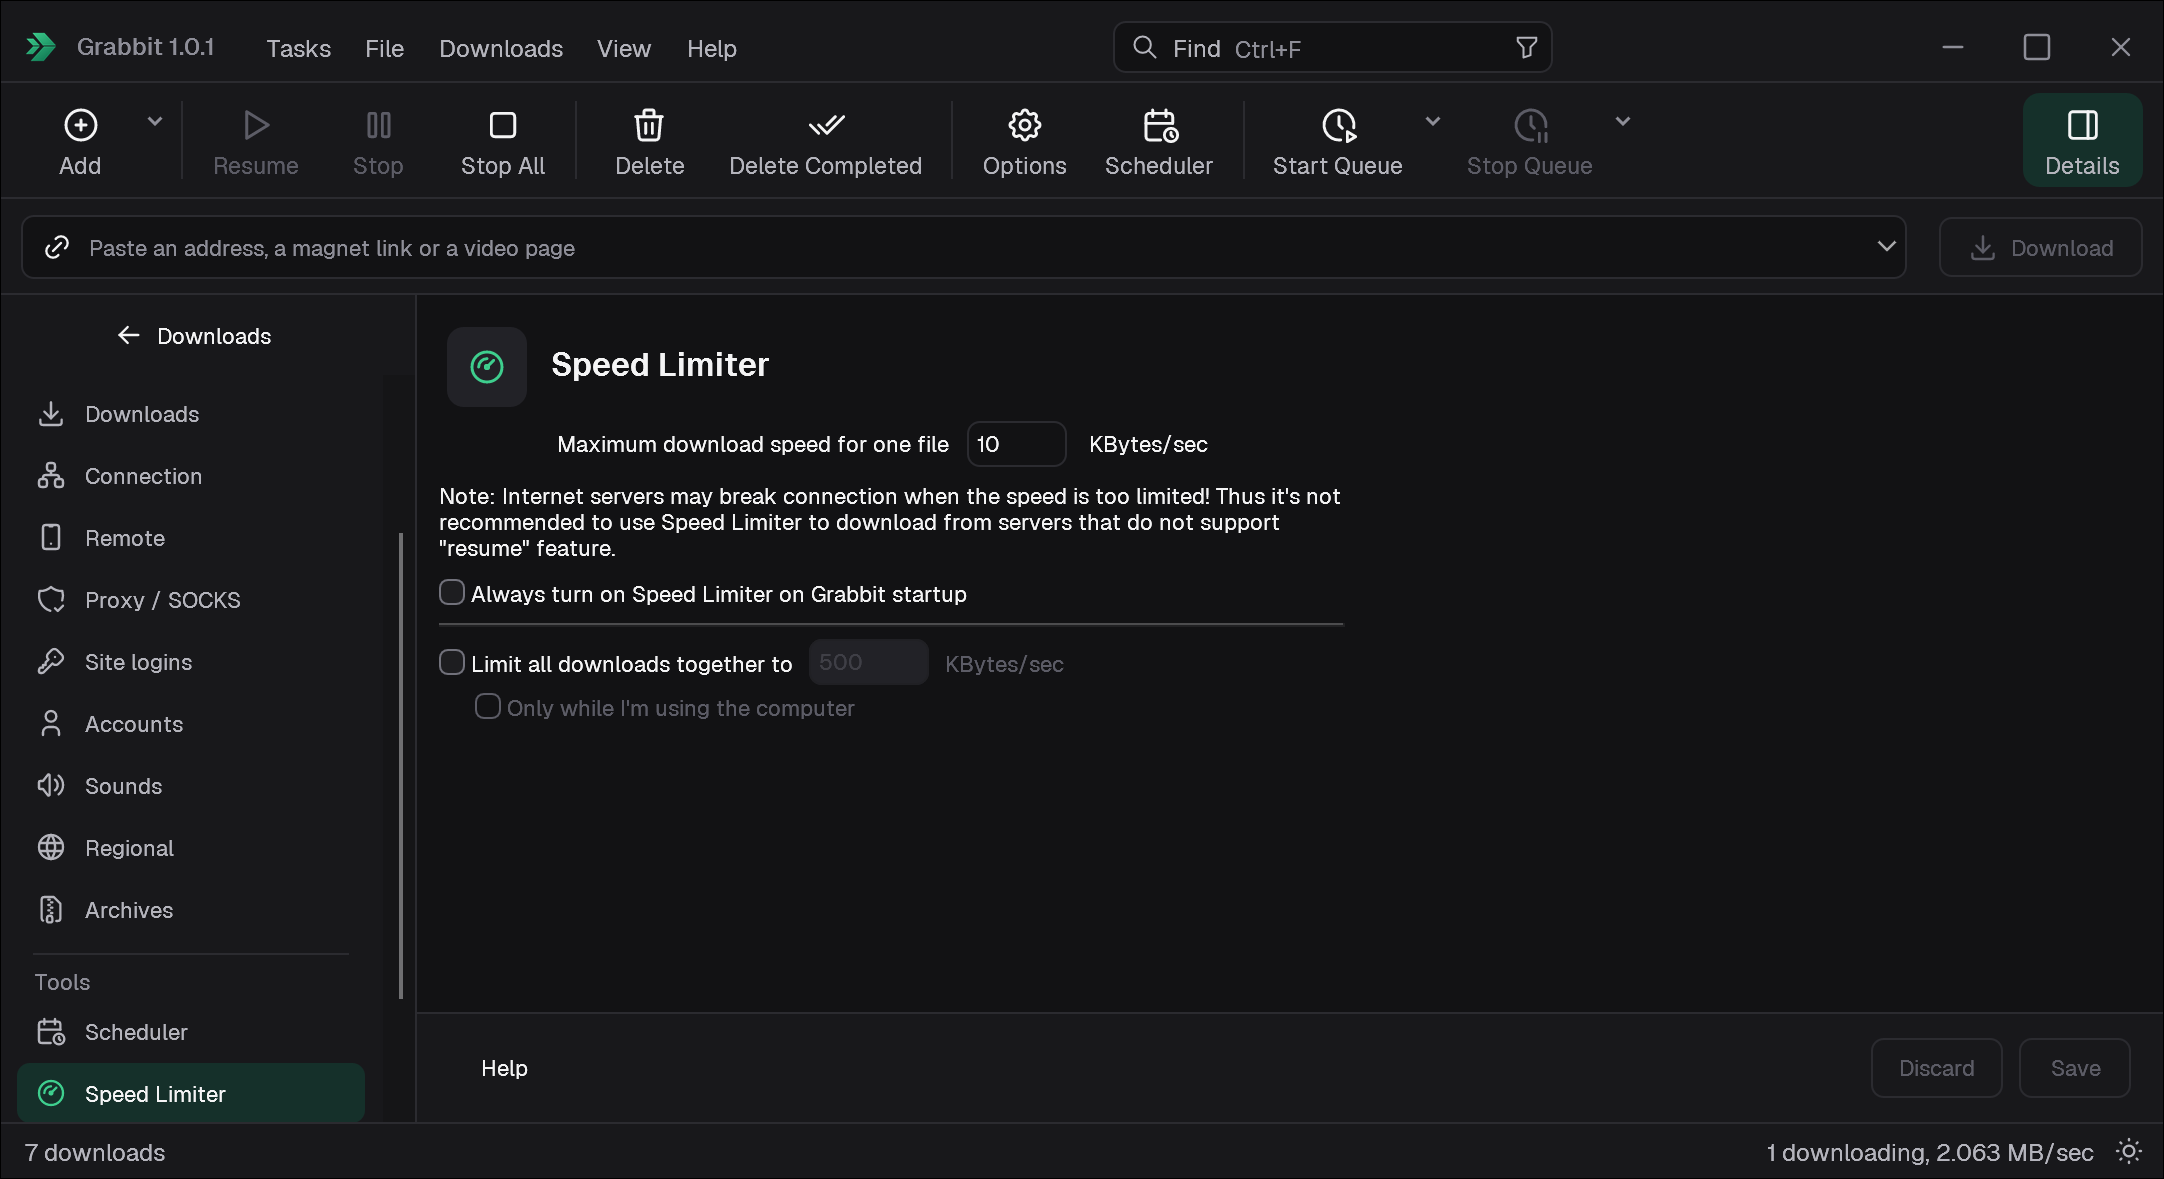 Grabbit 1.0.1
Tasks File Downloads View Help
Find Ctrl+F
Add
Resume
Stop
Stop All
Delete
Delete Completed
Options
Scheduler
Start Queue
Stop Queue
Details
Paste an address, a magnet link or a video page
Download
Downloads
Downloads
Connection
Remote
Proxy / SOCKS
Site logins
Accounts
Sounds
Regional
Archives
Tools
Scheduler
Speed Limiter
Speed Limiter
Maximum download speed for one file 10 KBytes/sec
Note: Internet servers may break connection when the speed is too limited! Thus it's not
recommended to use Speed Limiter to download from servers that do not support
"resume" feature.
Always turn on Speed Limiter on Grabbit startup
Limit all downloads together to 500 KBytes/sec
Only while I'm using the computer
Help
Discard
Save
7 downloads
1 downloading, 2.063 MB/sec